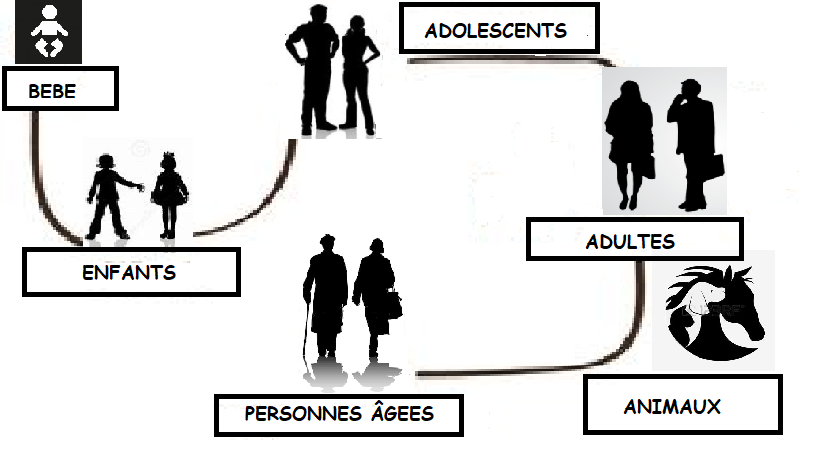 ADOLESCENTS
BEBE
ADULTES
ENFANTS
PERSONNES ÂGEES
ANIMAUX